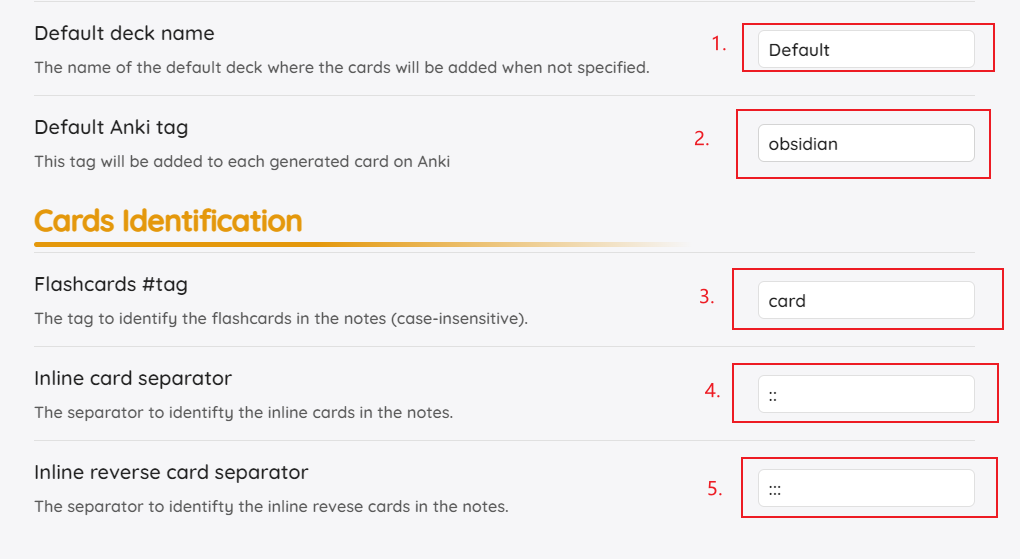 Default deck name
1. Default
The name of the default deck where the cards will be added when not specified.
Default Anki tag
2. obsidian
This tag will be added to each generated card on Anki
Cards Identification
Flashcards #tag
3. card
The tag to identify the flashcards in the notes (case-insensitive).
Inline card separator
4. ::
The separator to identifty the inline cards in the notes.
Inline reverse card separator
5. :::
The separator to identifty the inline revese cards in the notes.